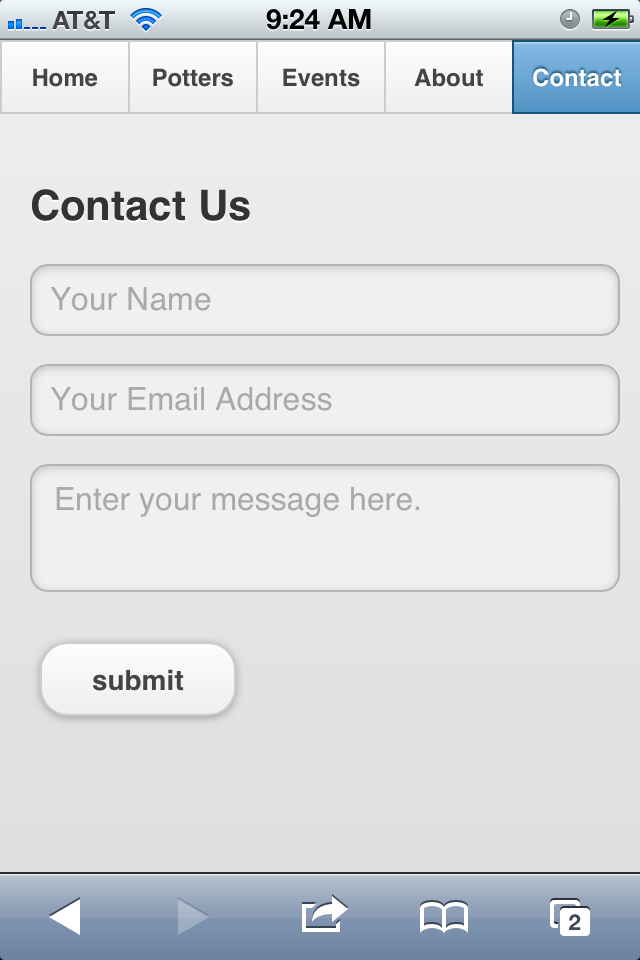 AT&T 9:24 AM
Home Potters Events About Contact
Contact Us
Your Name
Your Email Address
Enter your message here.
submit
2